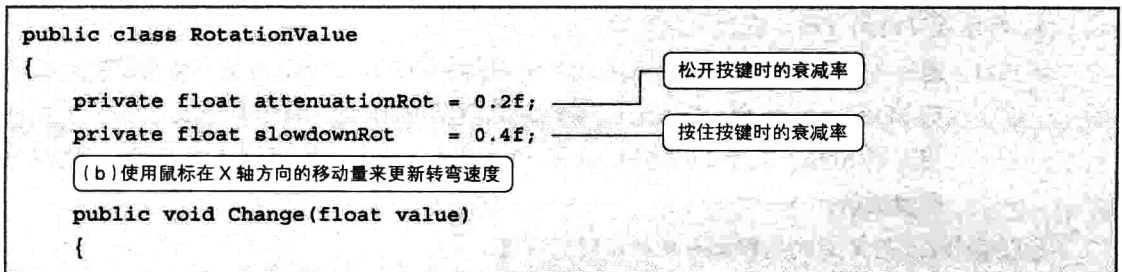 public class RotationValue
{
松开按键时的衰减率
private float attenuationRot = 0.2f;
private float slowdownRot = 0.4f;
按住按键时的衰减率
(b)使用鼠标在X轴方向的移动量来更新转弯速度
public void Change(float value)
{